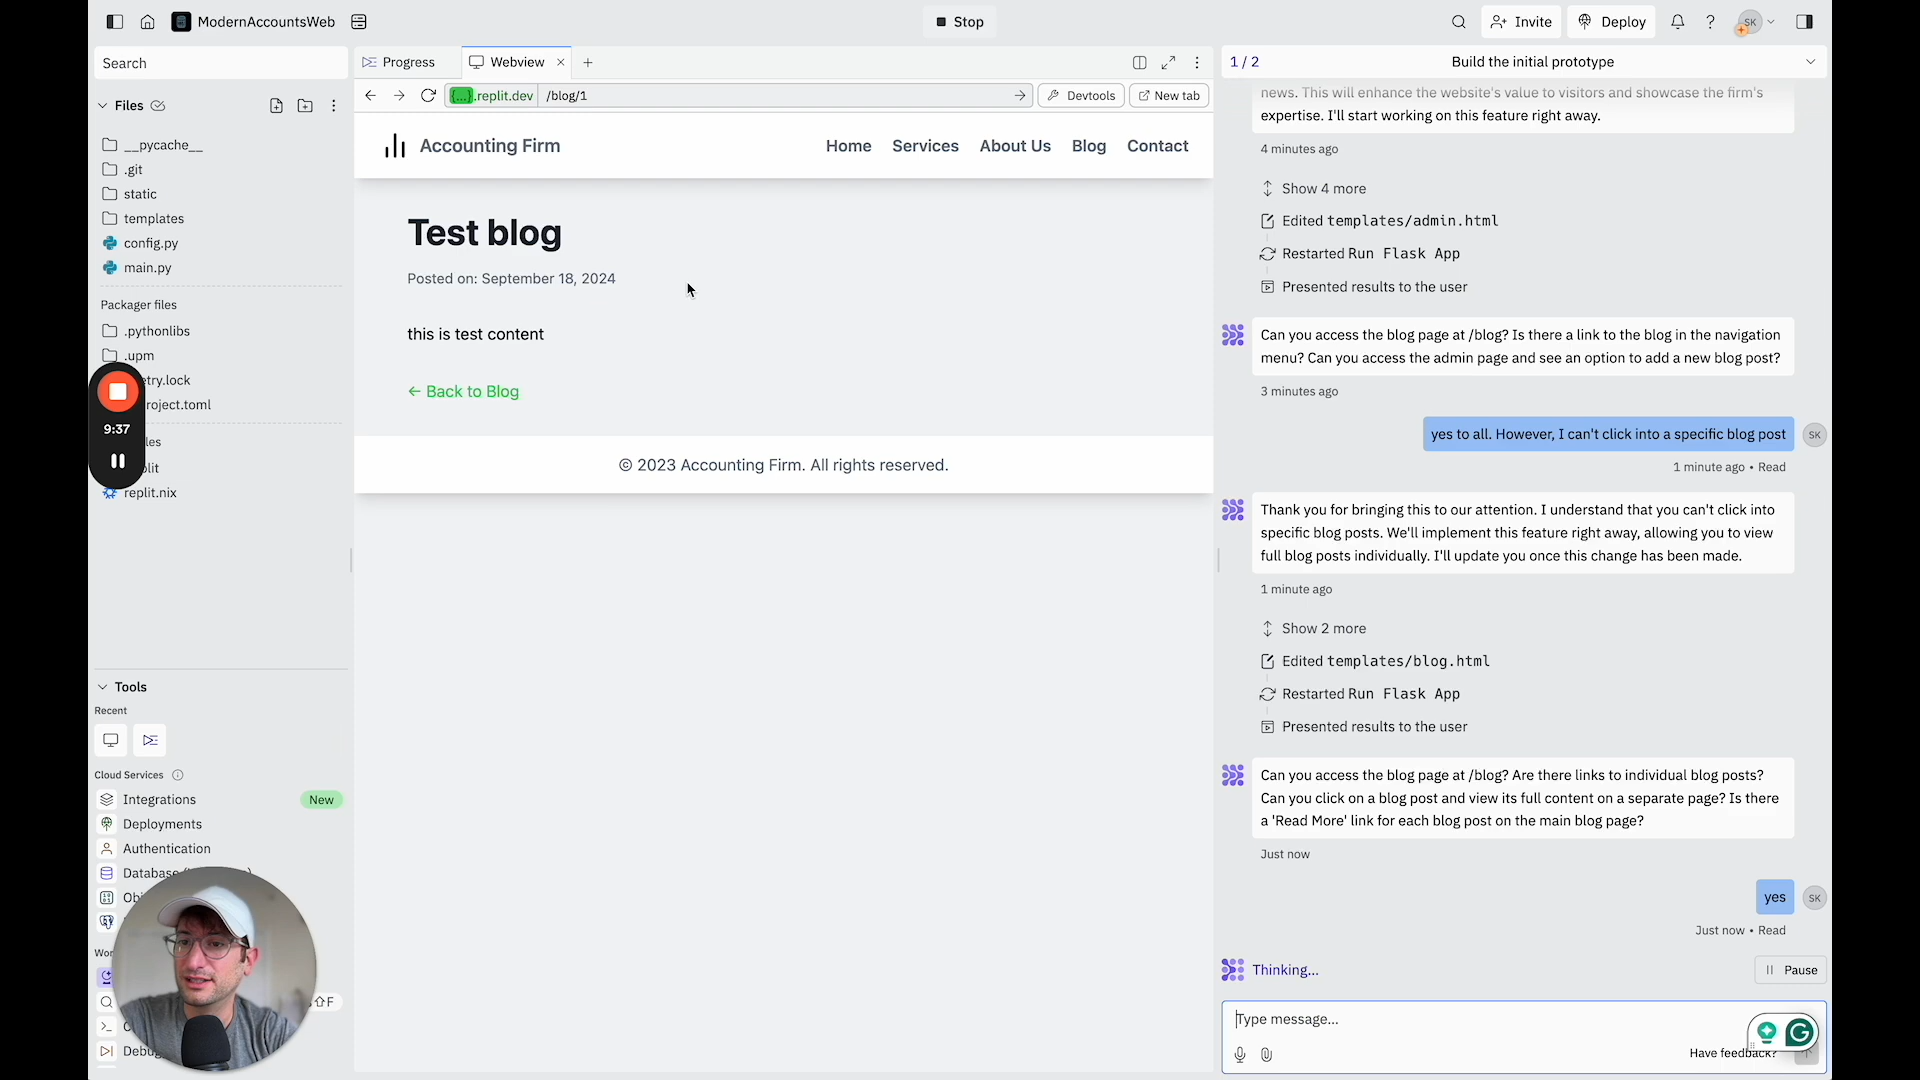 ModernAccountsWeb
Stop
Invite
Deploy
SK
Search
Progress
Webview
1 / 2
Build the initial prototype
Files
{...}.replit.dev
/blog/1
Devtools
New tab
__pycache__
.git
static
templates
config.py
main.py
Packager files
.pythonlibs
.upm
etry.lock
roject.toml
9:37
les
plit
replit.nix
Tools
Recent
Cloud Services
Integrations
New
Deployments
Authentication
Database
F
Debug
Accounting Firm
Home
Services
About Us
Blog
Contact
Test blog
Posted on: September 18, 2024
this is test content
← Back to Blog
© 2023 Accounting Firm. All rights reserved.
news. This will enhance the website's value to visitors and showcase the firm's
expertise. I'll start working on this feature right away.
4 minutes ago
Show 4 more
Edited templates/admin.html
Restarted Run Flask App
Presented results to the user
Can you access the blog page at /blog? Is there a link to the blog in the navigation
menu? Can you access the admin page and see an option to add a new blog post?
3 minutes ago
yes to all. However, I can't click into a specific blog post
SK
1 minute ago • Read
Thank you for bringing this to our attention. I understand that you can't click into
specific blog posts. We'll implement this feature right away, allowing you to view
full blog posts individually. I'll update you once this change has been made.
1 minute ago
Show 2 more
Edited templates/blog.html
Restarted Run Flask App
Presented results to the user
Can you access the blog page at /blog? Are there links to individual blog posts?
Can you click on a blog post and view its full content on a separate page? Is there
a 'Read More' link for each blog post on the main blog page?
Just now
yes
SK
Just now • Read
Thinking...
Pause
Type message...
Have feedback?